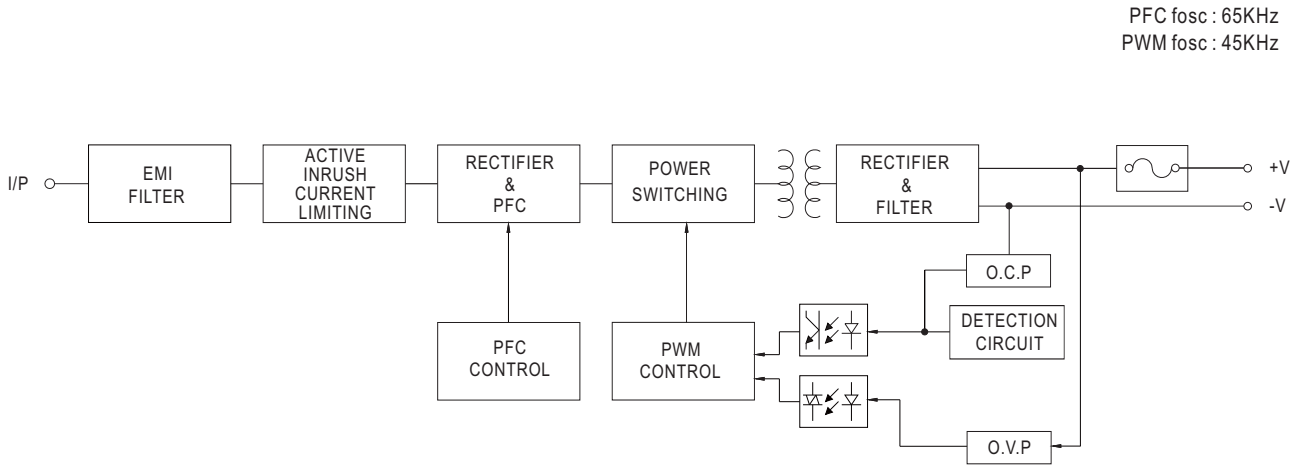 PFC fosc : 65KHz
PWM fosc : 45KHz
I/P
EMI
FILTER
ACTIVE
INRUSH
CURRENT
LIMITING
RECTIFIER
&
PFC
POWER
SWITCHING
RECTIFIER
&
FILTER
+V
-V
O.C.P
DETECTION
CIRCUIT
PFC
CONTROL
PWM
CONTROL
O.V.P